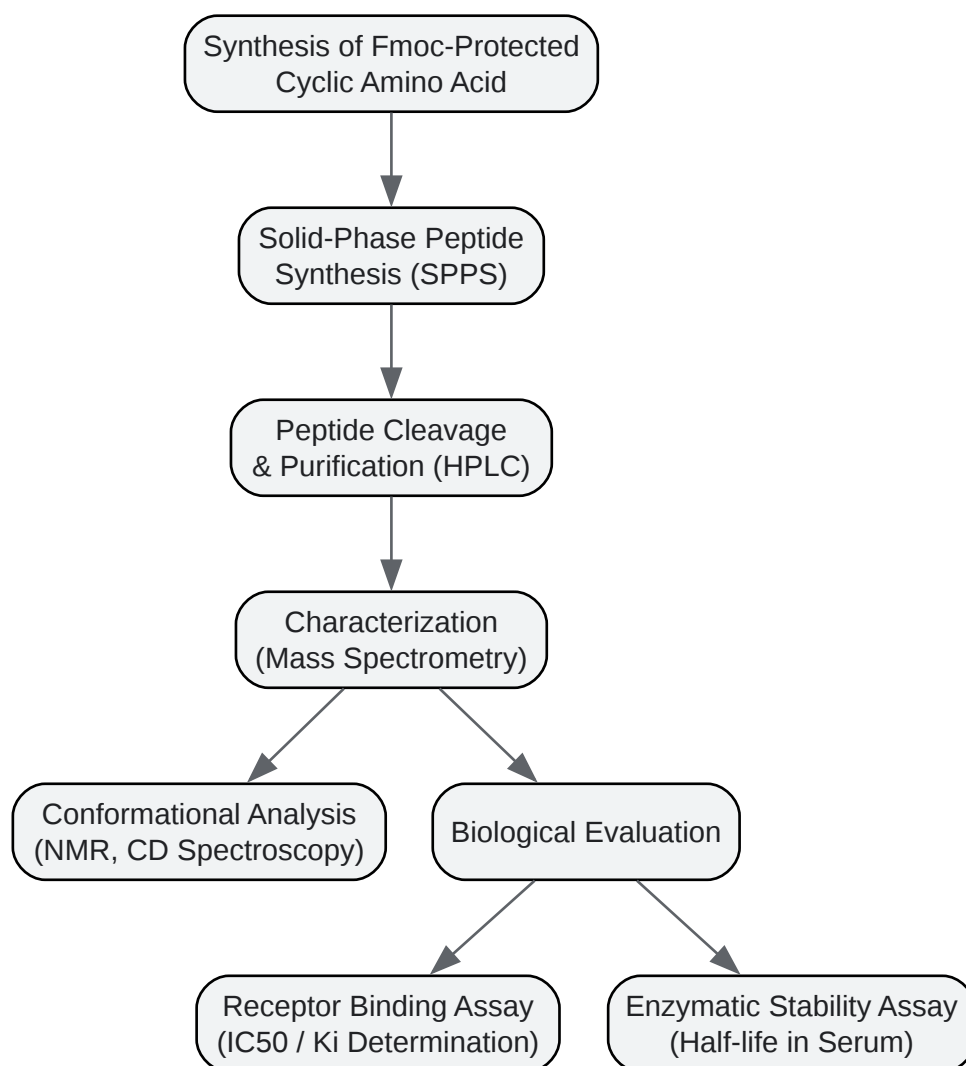 Synthesis of Fmoc-Protected
Cyclic Amino Acid
Solid-Phase Peptide
Synthesis (SPPS)
Peptide Cleavage
& Purification (HPLC)
Characterization
(Mass Spectrometry)
Conformational Analysis
(NMR, CD Spectroscopy)
Biological Evaluation
Receptor Binding Assay
(IC50 / Ki Determination)
Enzymatic Stability Assay
(Half-life in Serum)